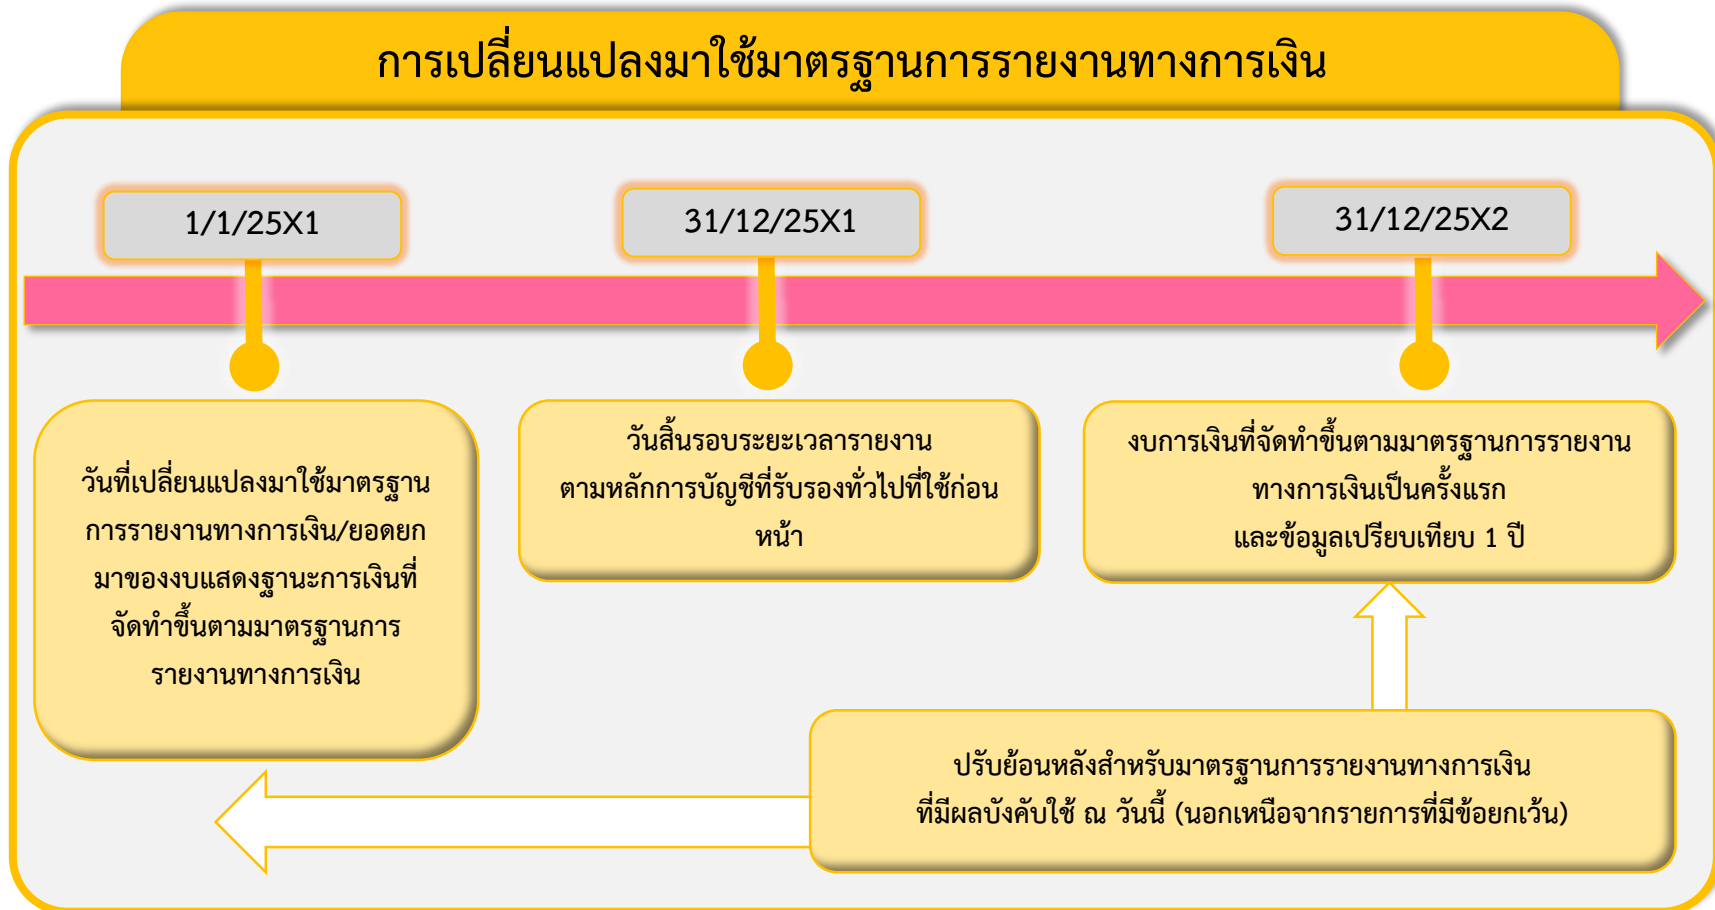 การเปลี่ยนแปลงมาใช้มาตรฐานการรายงานทางการเงิน
1/1/25X1
31/12/25X1
31/12/25X2
วันที่เปลี่ยนแปลงมาใช้มาตรฐาน
การรายงานทางการเงิน/ยอดยก
มาของงบแสดงฐานะการเงินที่
จัดทำขึ้นตามมาตรฐานการ
รายงานทางการเงิน
วันสิ้นรอบระยะเวลารายงาน
ตามหลักการบัญชีที่รับรองทั่วไปที่ใช้ก่อน
หน้า
งบการเงินที่จัดทำขึ้นตามมาตรฐานการรายงาน
ทางการเงินเป็นครั้งแรก
และข้อมูลเปรียบเทียบ 1 ปี
ปรับย้อนหลังสำหรับมาตรฐานการรายงานทางการเงิน
ที่มีผลบังคับใช้ ณ วันนี้ (นอกเหนือจากรายการที่มีข้อยกเว้น)